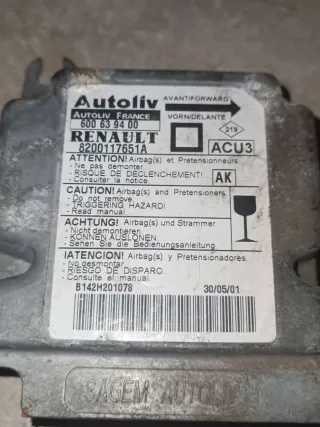 Autoliv
AVANT/FORWARD
AUTOLIV FRANCE
VORN/DELANTE
600 63 94 00
RENAULT
219
8200117651A
ACU3
ATTENTION! Airbag(s) et Pretensionneurs
- Ne pas demonter
- RISQUE DE DECLENCHEMENT!
- Consulter la notice
AK
CAUTION! Airbag(s) and Pretensioners
- Do not remove
- TRIGGERING HAZARD!
- Read manual
ACHTUNG! Airbag(s) und Strammer
- Nicht demontieren
- KONNEN AUSLOSEN
- Sehen Sie die Bedienungsanleitung
!ATENCION! Airbag(s) y Pretensionadores
- No desmontar
- RIESGO DE DISPARO
- Consulte el manual
B142H201078
30/05/01
SAGEM AUTOLIV